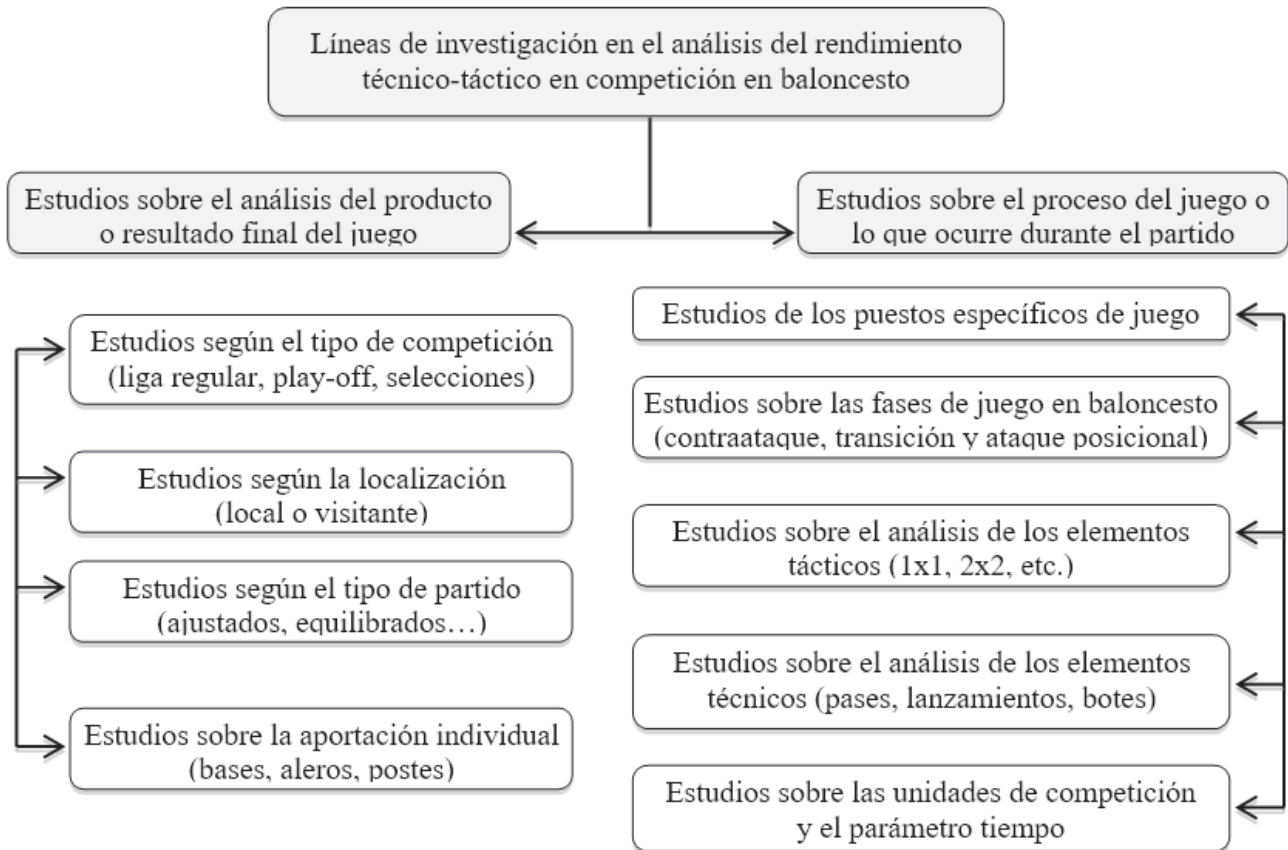 Líneas de investigación en el análisis del rendimiento
técnico-táctico en competición en baloncesto
Estudios sobre el análisis del producto
o resultado final del juego
Estudios sobre el proceso del juego o
lo que ocurre durante el partido
Estudios según el tipo de competición
(liga regular, play-off, selecciones)
Estudios según la localización
(local o visitante)
Estudios según el tipo de partido
(ajustados, equilibrados…)
Estudios sobre la aportación individual
(bases, aleros, postes)
Estudios de los puestos específicos de juego
Estudios sobre las fases de juego en baloncesto
(contraataque, transición y ataque posicional)
Estudios sobre el análisis de los elementos
tácticos (1x1, 2x2, etc.)
Estudios sobre el análisis de los elementos
técnicos (pases, lanzamientos, botes)
Estudios sobre las unidades de competición
y el parámetro tiempo